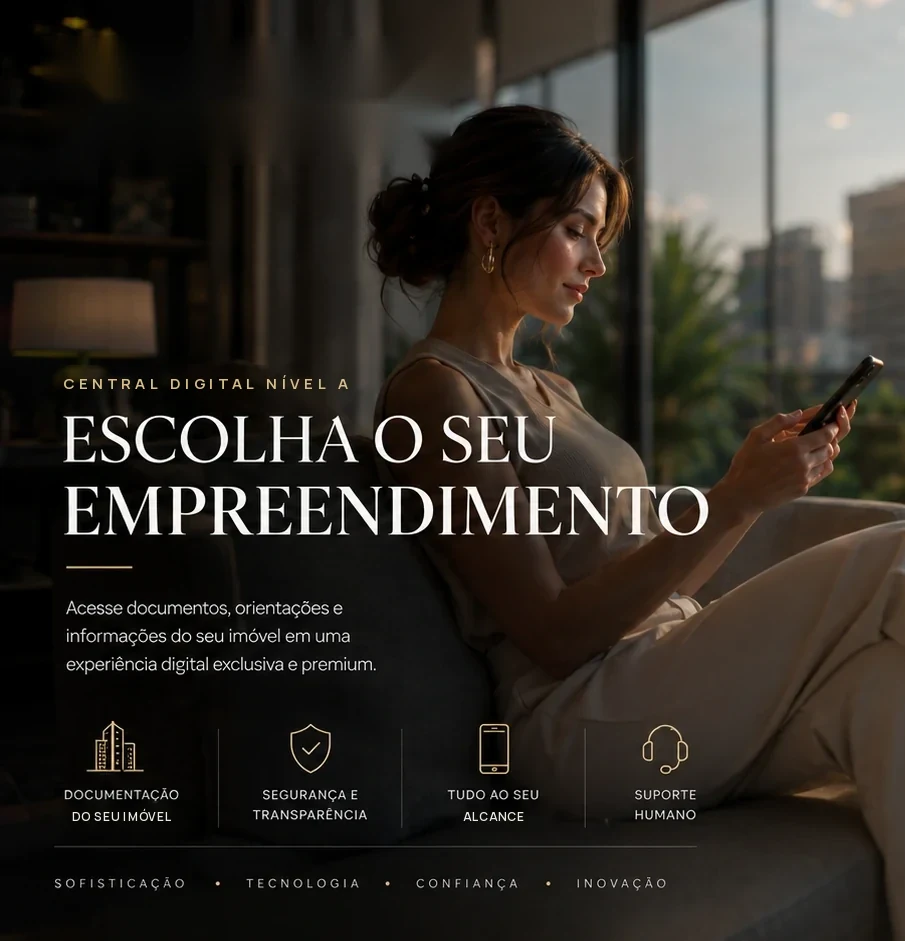 CENTRAL DIGITAL NÍVEL A
ESCOLHA O SEU
EMPREENDIMENTO
Acesse documentos, orientações e
informações do seu imóvel em uma
experiência digital exclusiva e premium.
DOCUMENTAÇÃO
DO SEU IMÓVEL
SEGURANÇA E
TRANSPARÊNCIA
TUDO AO SEU
ALCANCE
SUPORTE
HUMANO
SOFISTICAÇÃO • TECNOLOGIA • CONFIANÇA • INOVAÇÃO